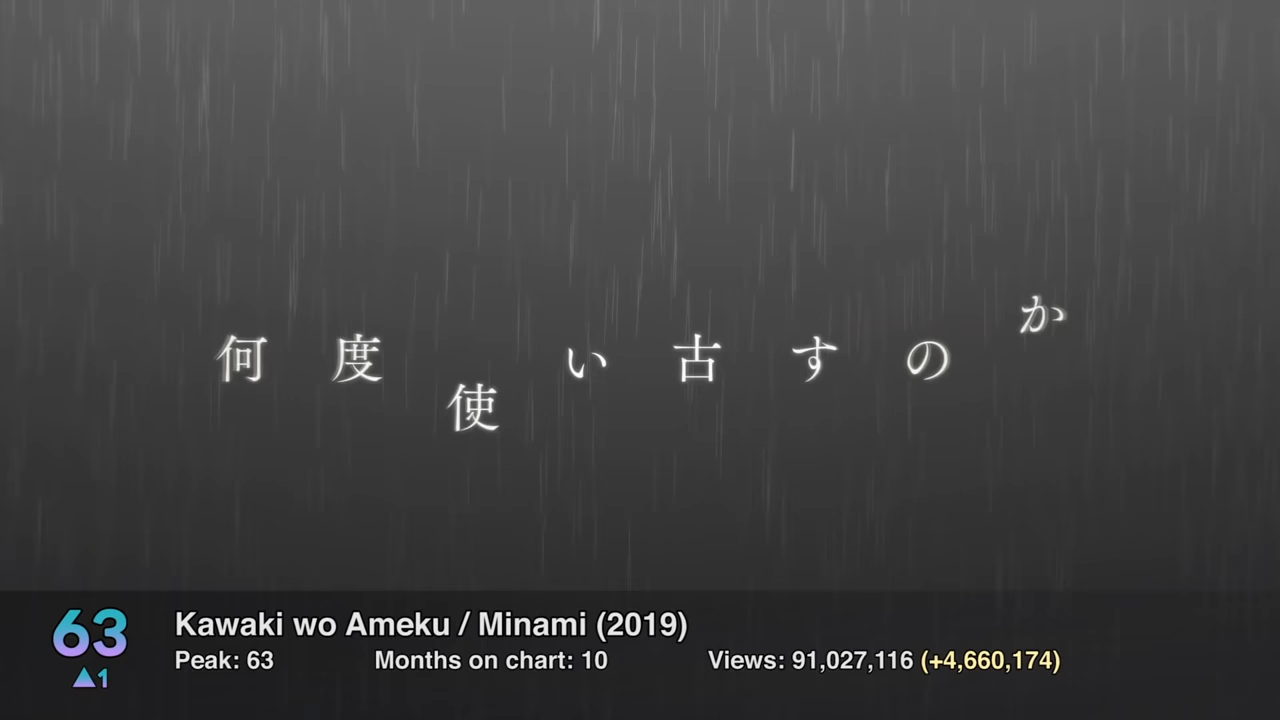 何度使い古すのか
63
▲1
Kawaki wo Ameku / Minami (2019)
Peak: 63 Months on chart: 10 Views: 91,027,116 (+4,660,174)